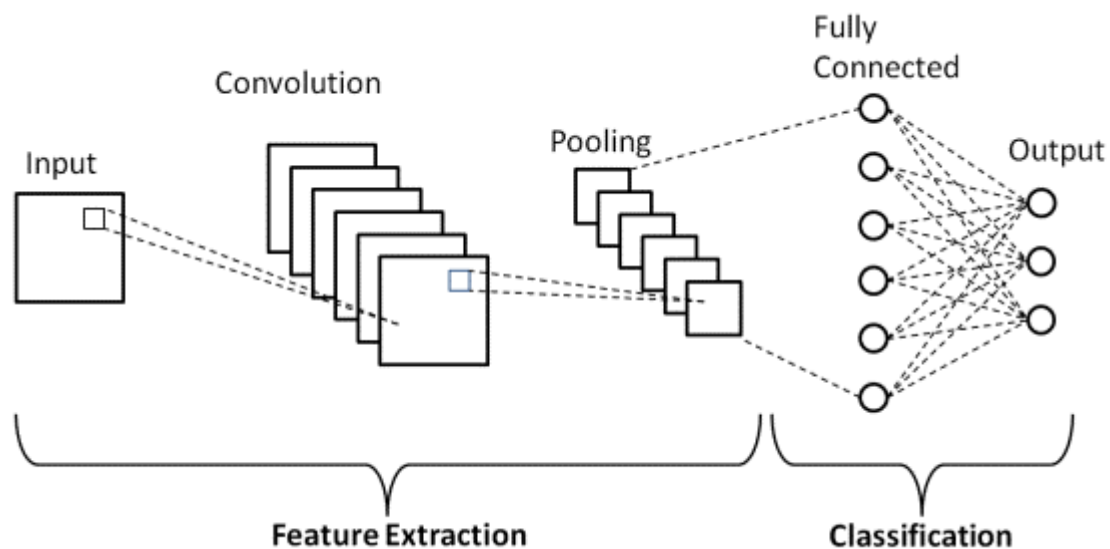 Fully
Connected
Convolution
Pooling
Input
Output
Feature Extraction
Classification